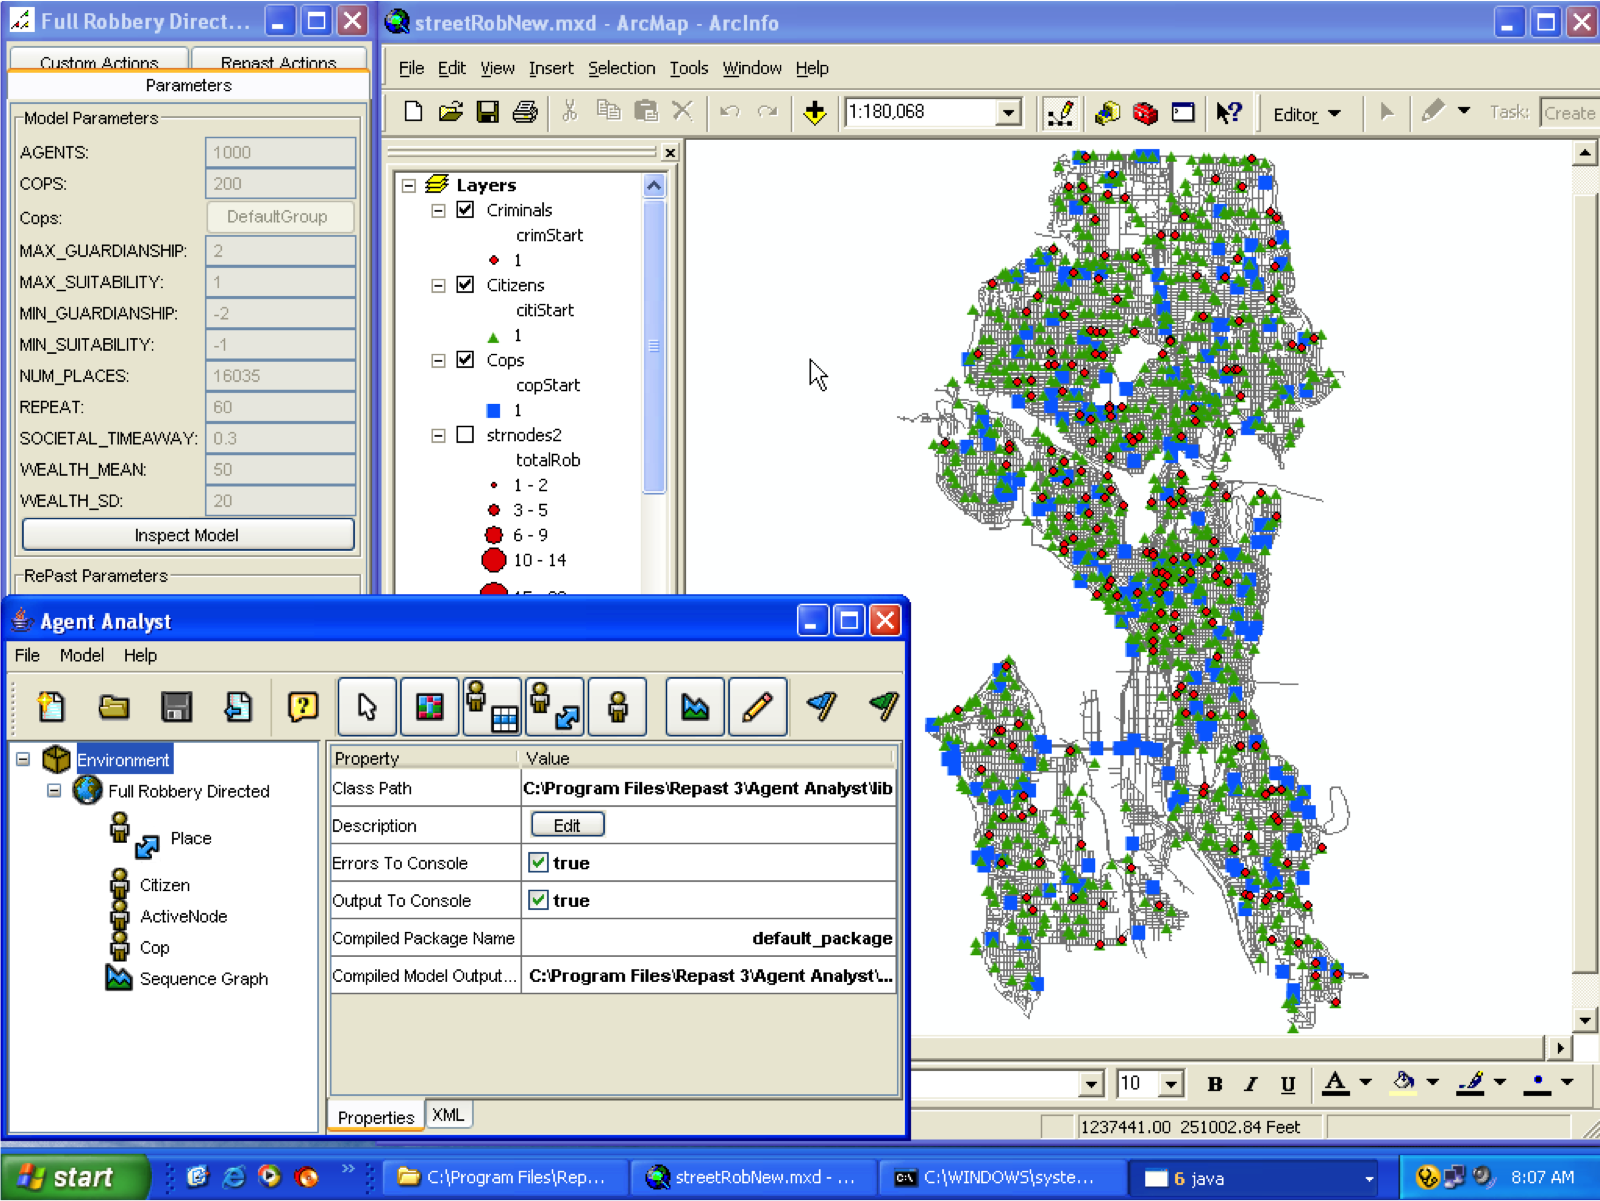 Full Robbery Direct...
Custom Actions
Repast Actions
Parameters
Model Parameters
AGENTS: 1000
COPS: 200
Cops: DefaultGroup
MAX_GUARDIANSHIP: 2
MAX_SUITABILITY: 1
MIN_GUARDIANSHIP: -2
MIN_SUITABILITY: -1
NUM_PLACES: 16035
REPEAT: 60
SOCIETAL_TIMEAWAY: 0.3
WEALTH_MEAN: 50
WEALTH_SD: 20
Inspect Model
RePast Parameters
streetRobNew.mxd - ArcMap - ArcInfo
File Edit View Insert Selection Tools Window Help
1:180,068
Editor
Task: Create
Layers
Criminals
crimStart
1
Citizens
citiStart
1
Cops
copStart
1
strnodes2
totalRob
1 - 2
3 - 5
6 - 9
10 - 14
Agent Analyst
File Model Help
Environment
Full Robbery Directed
Place
Citizen
ActiveNode
Cop
Sequence Graph
Property Value
Class Path C:\Program Files\Repast 3\Agent Analyst\lib
Description Edit
Errors To Console true
Output To Console true
Compiled Package Name default_package
Compiled Model Output... C:\Program Files\Repast 3\Agent Analyst\...
Properties XML
10 B I U A
1237441.00 251002.84 Feet
start
C:\Program Files\Rep...
streetRobNew.mxd - ...
C:\WINDOWS\syste...
6 java
8:07 AM